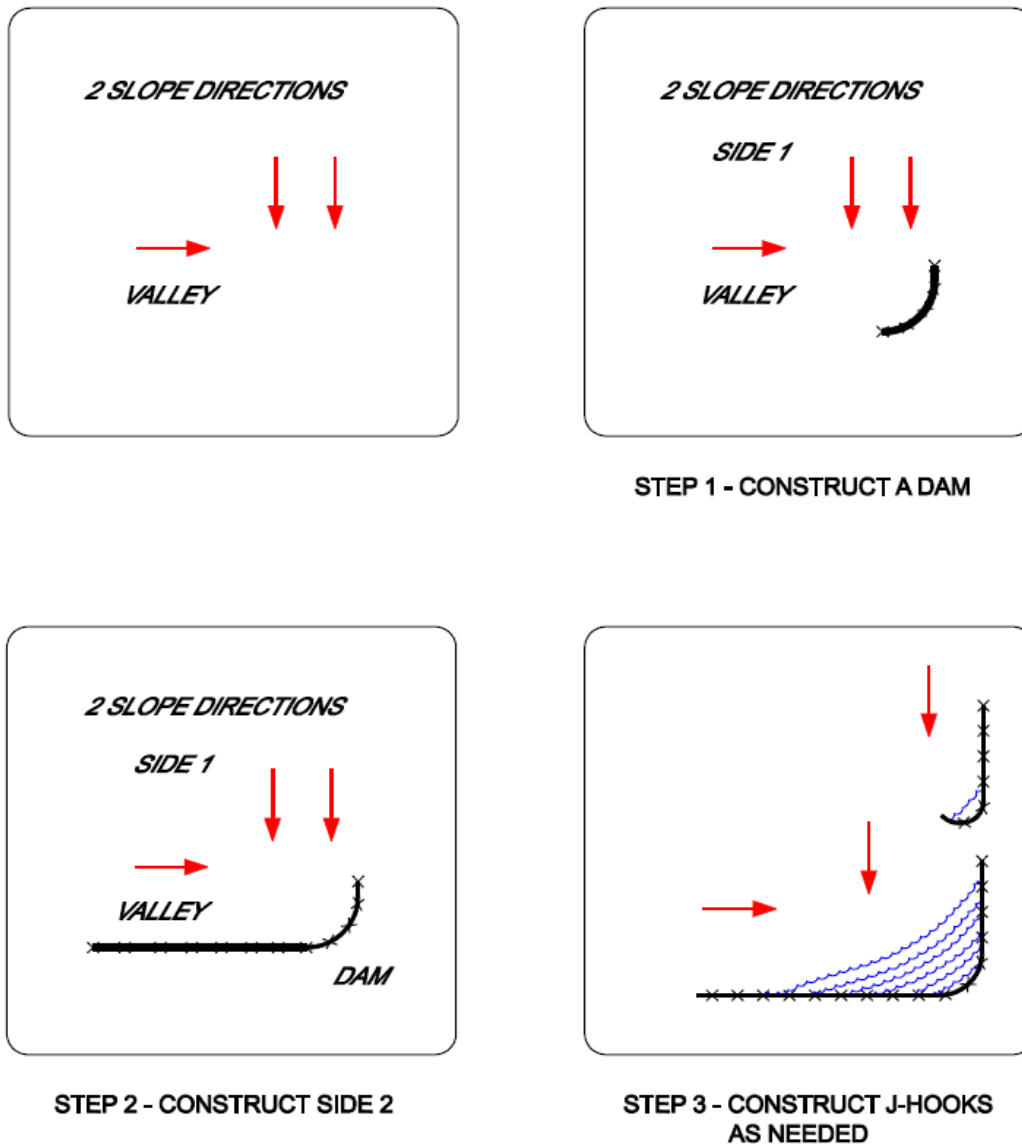 2 SLOPE DIRECTIONS
VALLEY
2 SLOPE DIRECTIONS
SIDE 1
VALLEY
STEP 1 - CONSTRUCT A DAM
2 SLOPE DIRECTIONS
SIDE 1
VALLEY
DAM
STEP 2 - CONSTRUCT SIDE 2
STEP 3 - CONSTRUCT J-HOOKS
AS NEEDED